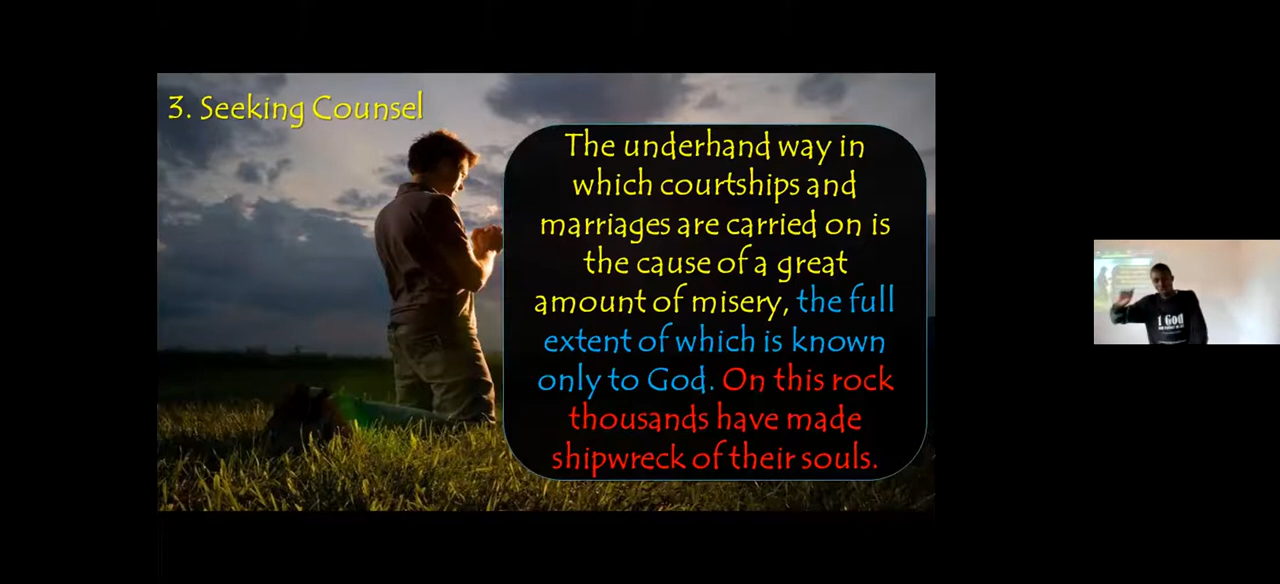 3. Seeking Counsel
The underhand way in
which courtships and
marriages are carried on is
the cause of a great
amount of misery, the full
extent of which is known
only to God. On this rock
thousands have made
shipwreck of their souls.
1 God